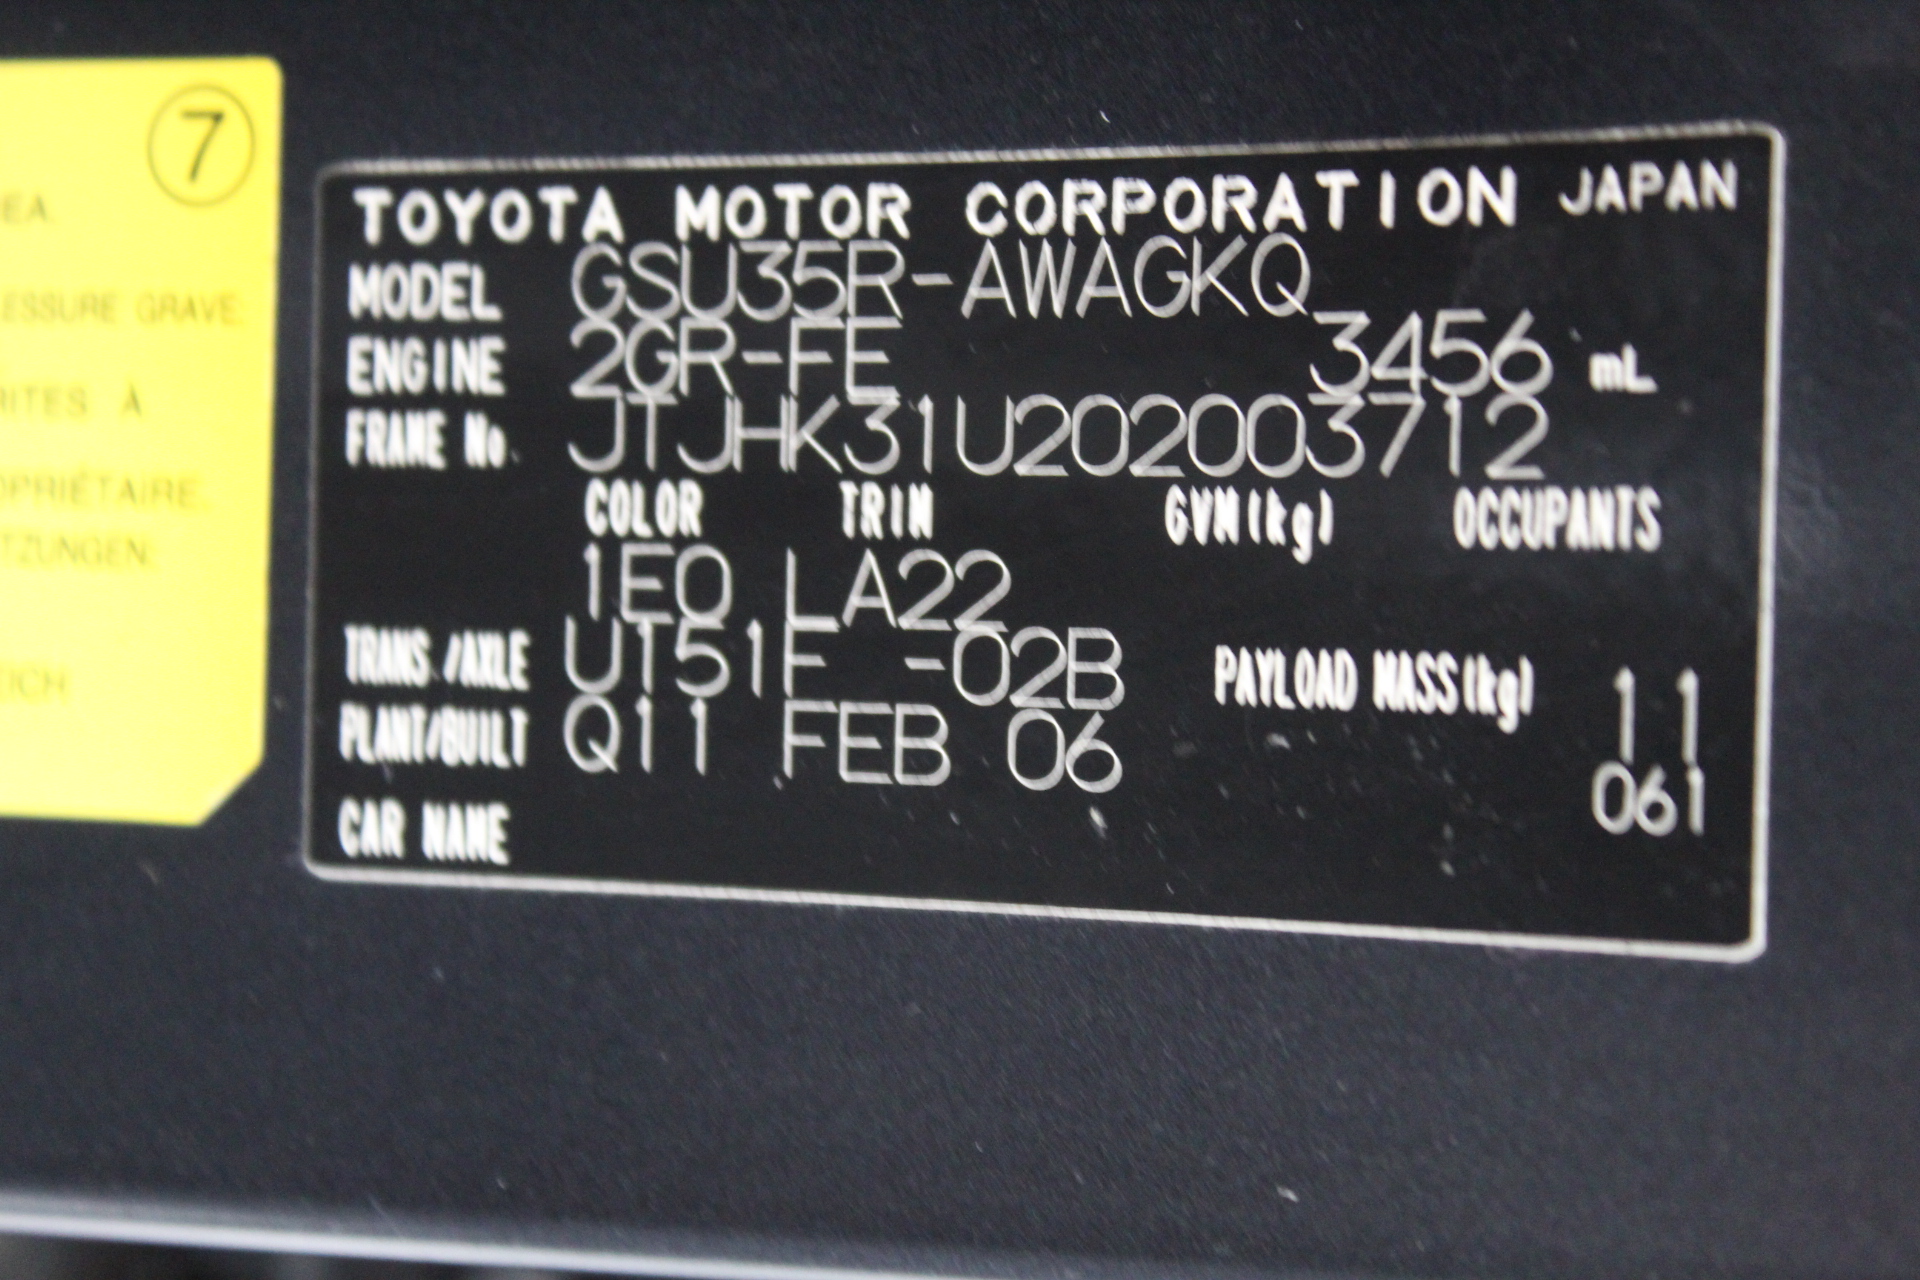 7
EA
ESSURE GRAVE
RITES À
OPRIÉTAIRE,
TZUNGEN
EICH
TOYOTA MOTOR CORPORATION JAPAN
MODEL GSU35R-AWAGKQ
ENGINE 2GR-FE 3456 mL
FRAME No. JTJHK31U202003712
COLOR TRIM GVM(kg) OCCUPANTS
1E0 LA22
TRANS./AXLE U151F -02B PAYLOAD MASS(kg) 11
PLANT/BUILT Q11 FEB 06
061
CAR NAME